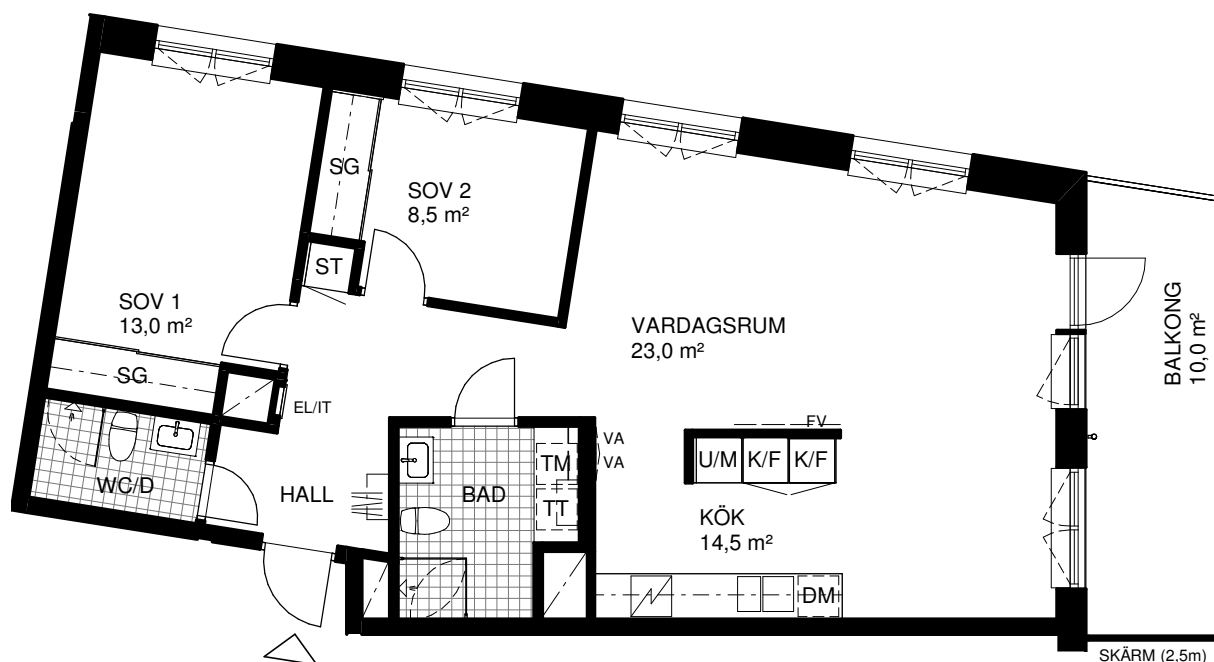 SG
SOV 2
8,5 m²
ST
SOV 1
13,0 m²
SG
EL/IT
WC/D
HALL
BAD
TM
TT
VA
VA
VARDAGSRUM
23,0 m²
FV
U/M
K/F
K/F
KÖK
14,5 m²
DM
BALKONG
10,0 m²
SKÄRM (2,5m)